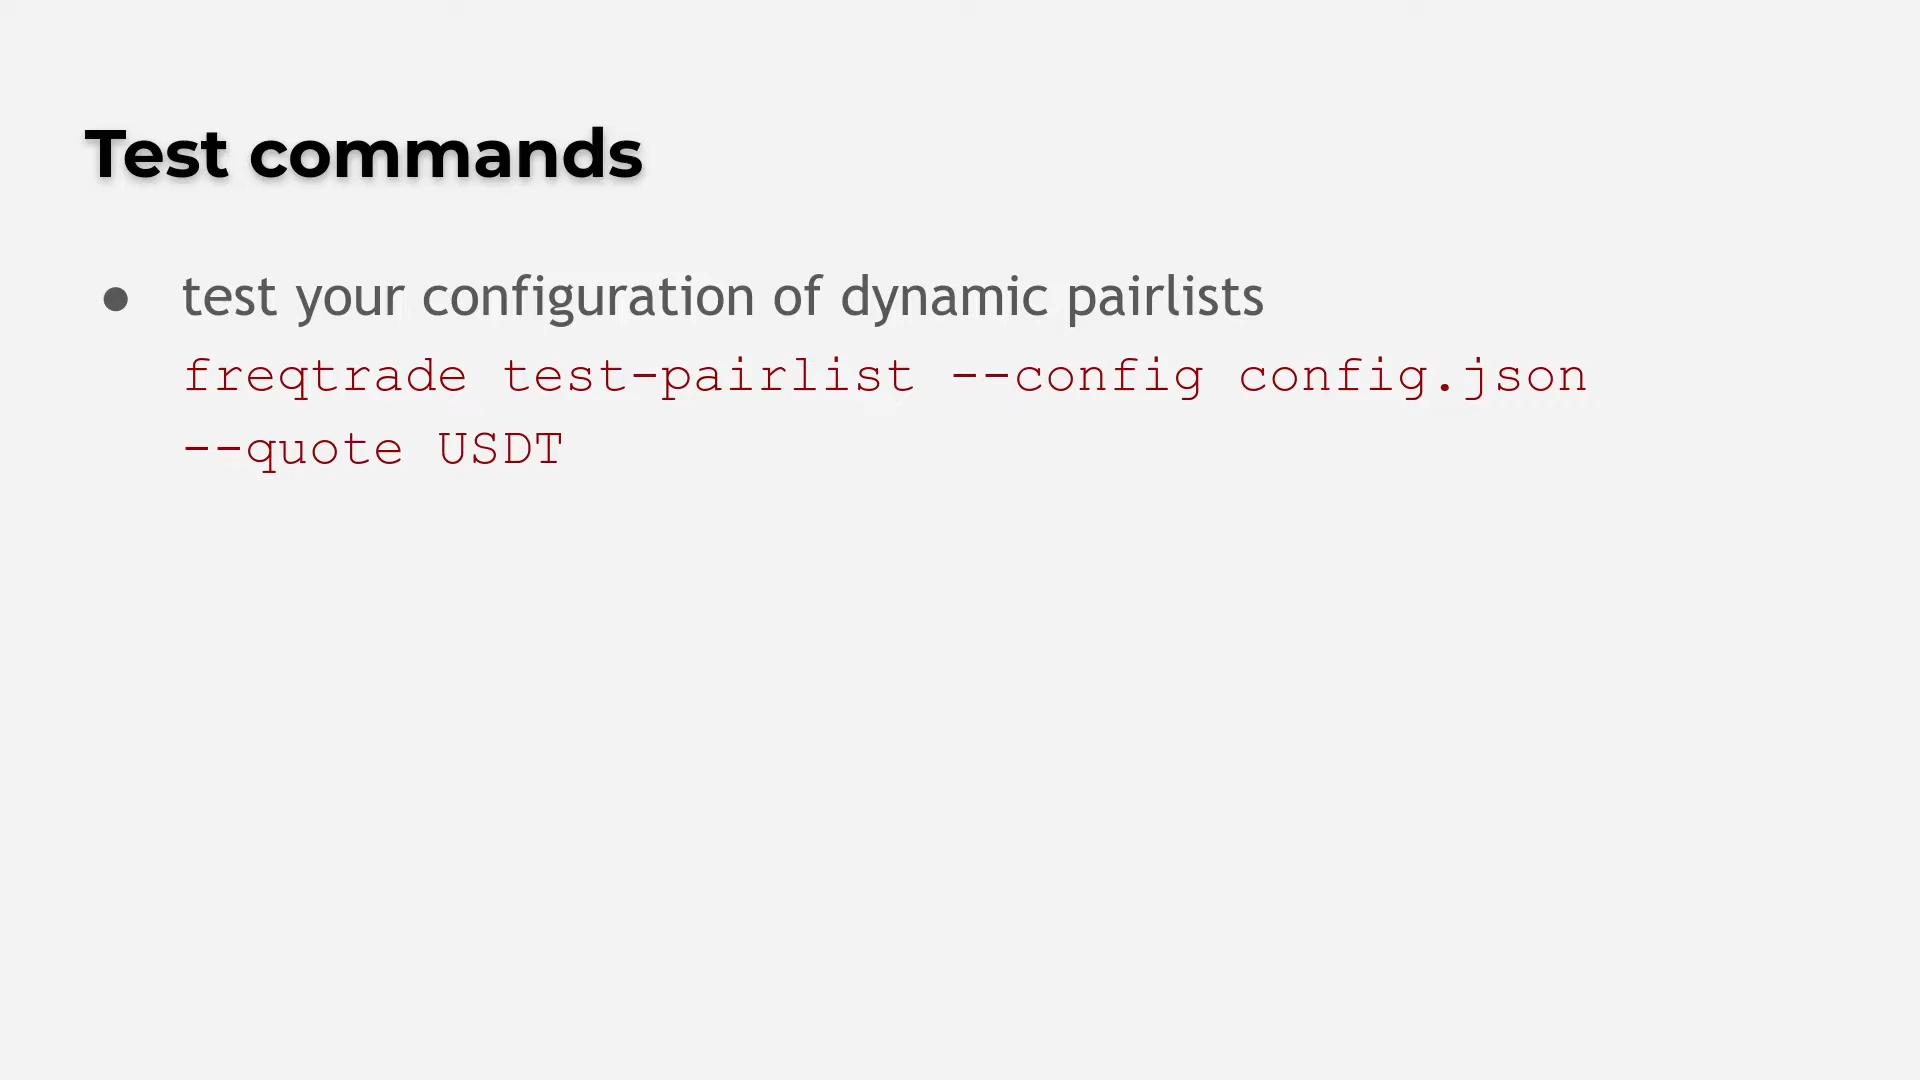 Test commands
● test your configuration of dynamic pairlists
freqtrade test-pairlist --config config.json
--quote USDT